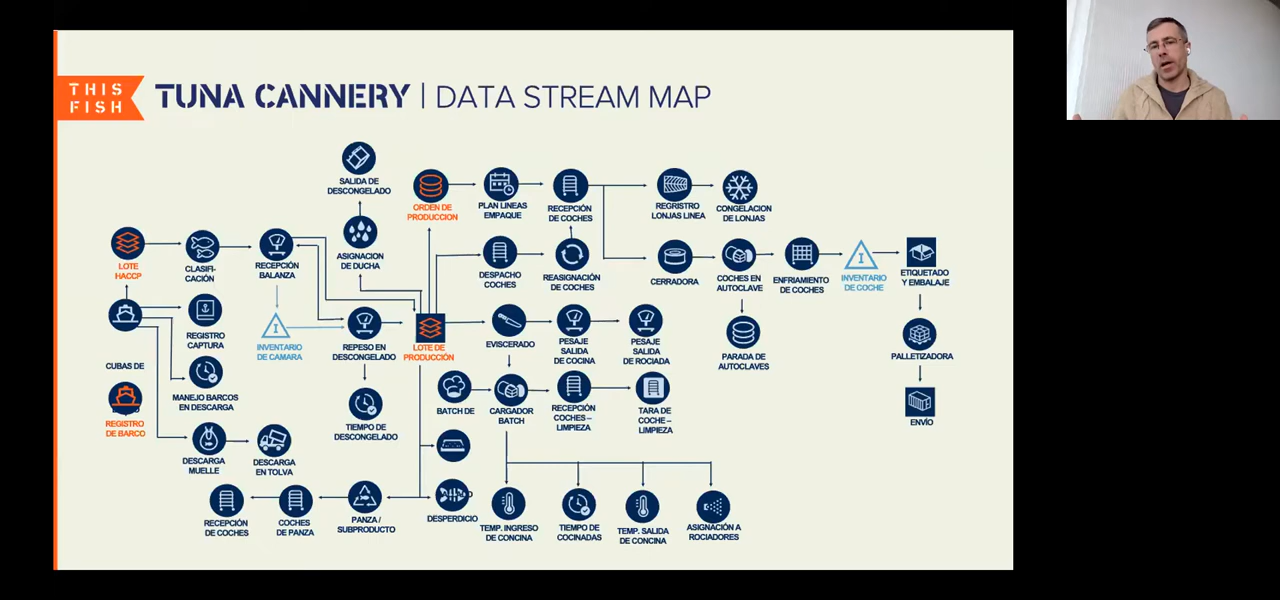 THIS
FISH
TUNA CANNERY | DATA STREAM MAP
SALIDA DE
DESCONGELADO
ORDEN DE
PRODUCCION
PLAN LINEAS
EMPAQUE
RECEPCIÓN
DE COCHES
REGRISTRO
LONJAS LINEA
CONGELACION
DE LONJAS
LOTE
HACCP
CLASIFI-
CACIÓN
RECEPCIÓN
BALANZA
ASIGNACION
DE DUCHA
DESPACHO
COCHES
REASIGNACIÓN
DE COCHES
CERRADORA
COCHES EN
AUTOCLAVE
ENFRIAMIENTO
DE COCHES
INVENTARIO
DE COCHE
ETIQUETADO
Y EMBALAJE
REGISTRO
CAPTURA
INVENTARIO
DE CAMARA
REPESO EN
DESCONGELADO
LOTE DE
PRODUCCIÓN
EVISCERADO
PESAJE
SALIDA
DE COCINA
PESAJE
SALIDA
DE ROCIADA
PARADA DE
AUTOCLAVES
PALLETIZADORA
CUBAS DE
REGISTRO
DE BARCO
MANEJO BARCOS
EN DESCARGA
TIEMPO DE
DESCONGELADO
BATCH DE
CARGADOR
BATCH
RECEPCIÓN
COCHES –
LIMPIEZA
TARA DE
COCHE –
LIMPIEZA
ENVÍO
DESCARGA
MUELLE
DESCARGA
EN TOLVA
RECEPCIÓN
DE COCHES
COCHES
DE PANZA
PANZA /
SUBPRODUCTO
DESPERDICIO
TEMP. INGRESO
DE CONCINA
TIEMPO DE
COCINADAS
TEMP. SALIDA
DE CONCINA
ASIGNACIÓN A
ROCIADORES